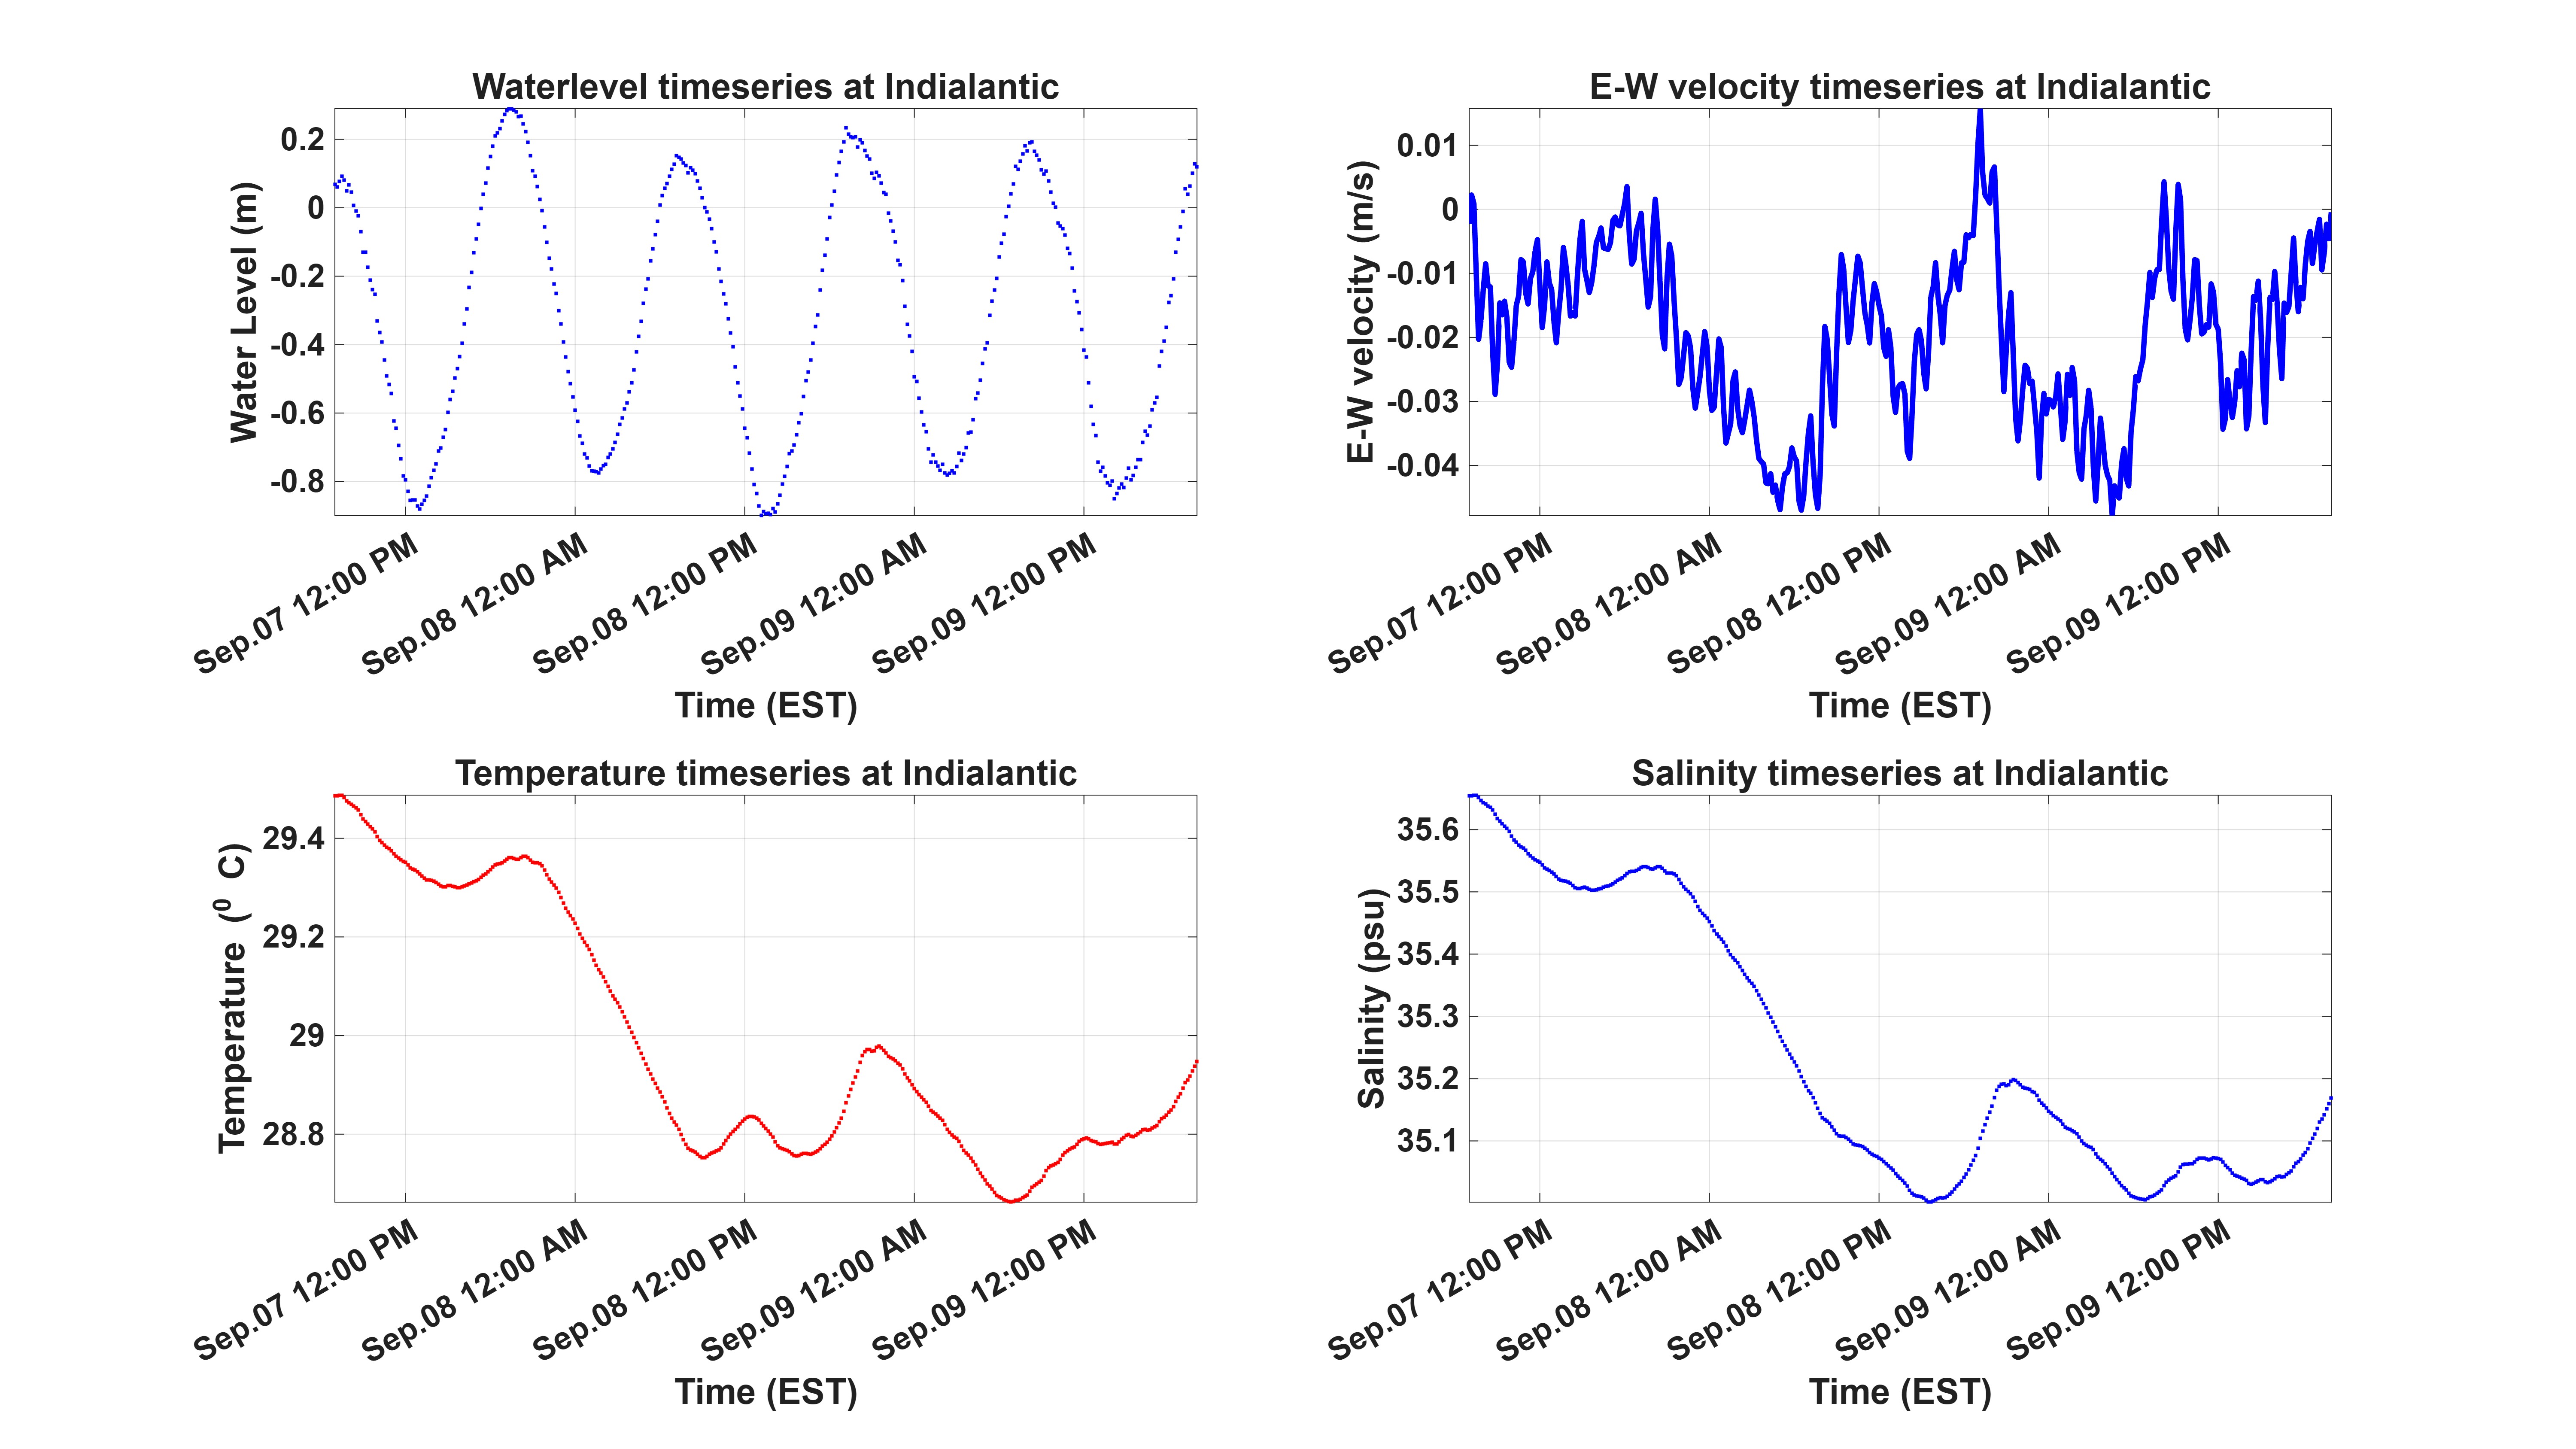 Waterlevel timeseries at Indialantic
0.2
0
-0.2
-0.4
-0.6
-0.8
Water Level (m)
Sep.07 12:00 PM
Sep.08 12:00 AM
Sep.08 12:00 PM
Sep.09 12:00 AM
Sep.09 12:00 PM
Time (EST)
E-W velocity timeseries at Indialantic
0.01
0
-0.01
-0.02
-0.03
-0.04
E-W velocity (m/s)
Sep.07 12:00 PM
Sep.08 12:00 AM
Sep.08 12:00 PM
Sep.09 12:00 AM
Sep.09 12:00 PM
Time (EST)
Temperature timeseries at Indialantic
29.4
29.2
29
28.8
Temperature (⁰ C)
Sep.07 12:00 PM
Sep.08 12:00 AM
Sep.08 12:00 PM
Sep.09 12:00 AM
Sep.09 12:00 PM
Time (EST)
Salinity timeseries at Indialantic
35.6
35.5
35.4
35.3
35.2
35.1
Salinity (psu)
Sep.07 12:00 PM
Sep.08 12:00 AM
Sep.08 12:00 PM
Sep.09 12:00 AM
Sep.09 12:00 PM
Time (EST)